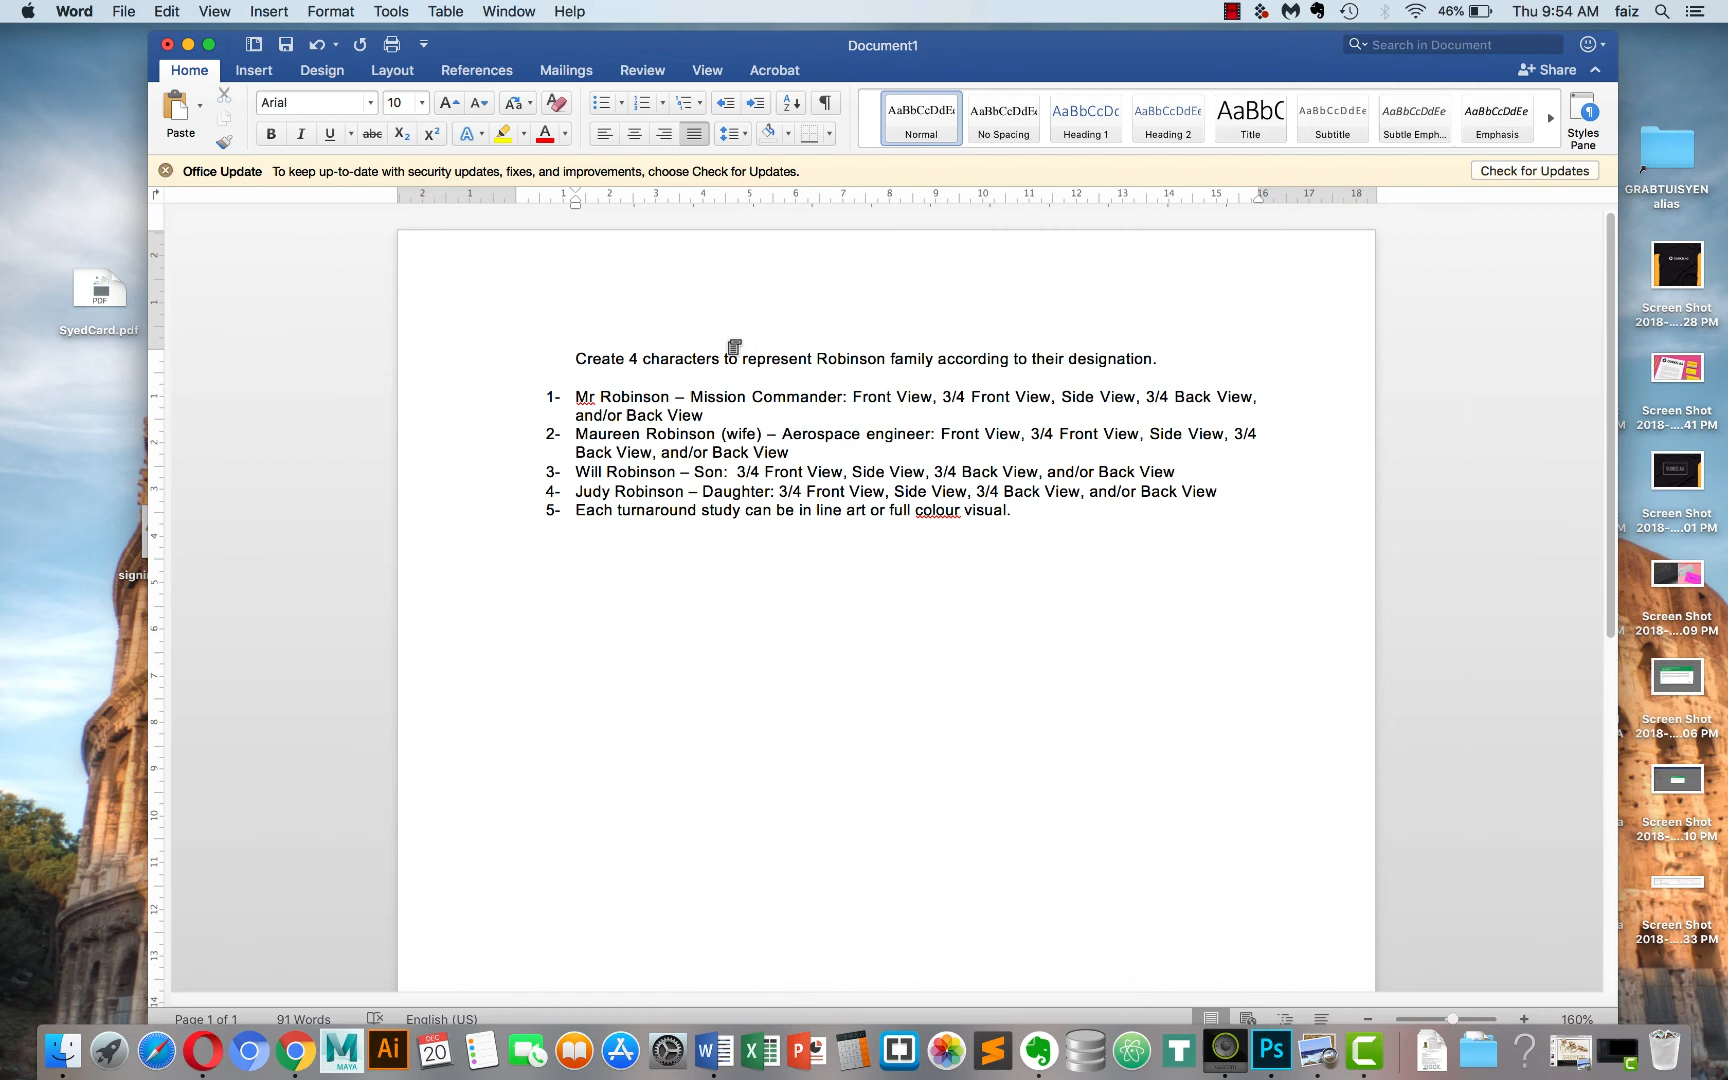 Word File Edit View Insert Format Tools Table Window Help 46% Thu 9:54 AM faiz
Document1
Search in Document
Home Insert Design Layout References Mailings Review View Acrobat Share
Paste
Arial 10
AaBbCcDdEe AaBbCcDdEe AaBbCcDc AaBbCcDdEe AaBbC AaBbCcDdEe AaBbCcDdEe AaBbCcDdEe
Normal No Spacing Heading 1 Heading 2 Title Subtitle Subtle Emph... Emphasis
Styles
Pane
Office Update To keep up-to-date with security updates, fixes, and improvements, choose Check for Updates.
Check for Updates
Create 4 characters to represent Robinson family according to their designation.
1- Mr Robinson – Mission Commander: Front View, 3/4 Front View, Side View, 3/4 Back View,
and/or Back View
2- Maureen Robinson (wife) – Aerospace engineer: Front View, 3/4 Front View, Side View, 3/4
Back View, and/or Back View
3- Will Robinson – Son: 3/4 Front View, Side View, 3/4 Back View, and/or Back View
4- Judy Robinson – Daughter: 3/4 Front View, Side View, 3/4 Back View, and/or Back View
5- Each turnaround study can be in line art or full colour visual.
Page 1 of 1 91 Words English (US) 160%
PDF
SyedCard.pdf
signi
GRABTUISYEN
alias
Screen Shot
2018-....28 PM
Screen Shot
2018-....41 PM
Screen Shot
2018-....01 PM
Screen Shot
2018-....09 PM
Screen Shot
2018-....06 PM
Screen Shot
2018-....10 PM
Screen Shot
2018-....33 PM
MAYA
Ai
DEC
20
Ps